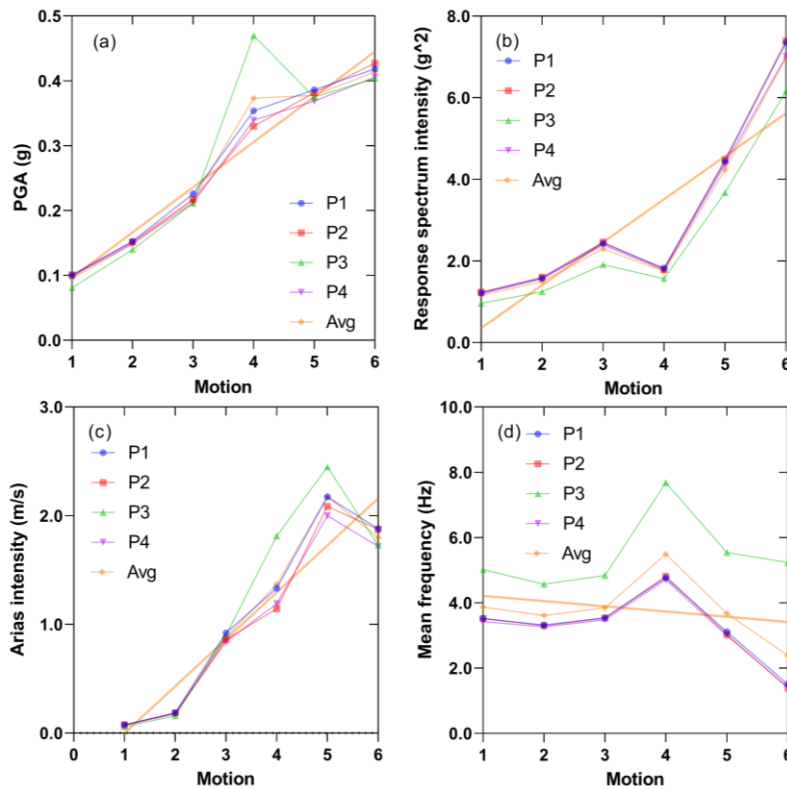 (a)
PGA (g)
0.5
0.4
0.3
0.2
0.1
0.0
P1
P2
P3
P4
Avg
1 2 3 4 5 6
Motion
(b)
Response spectrum intensity (g^2)
8.0
6.0
4.0
2.0
0.0
P1
P2
P3
P4
Avg
1 2 3 4 5 6
Motion
(c)
Arias intensity (m/s)
3.0
2.0
1.0
0.0
P1
P2
P3
P4
Avg
0 1 2 3 4 5 6
Motion
(d)
Mean frequency (Hz)
10.0
8.0
6.0
4.0
2.0
0.0
P1
P2
P3
P4
Avg
1 2 3 4 5 6
Motion